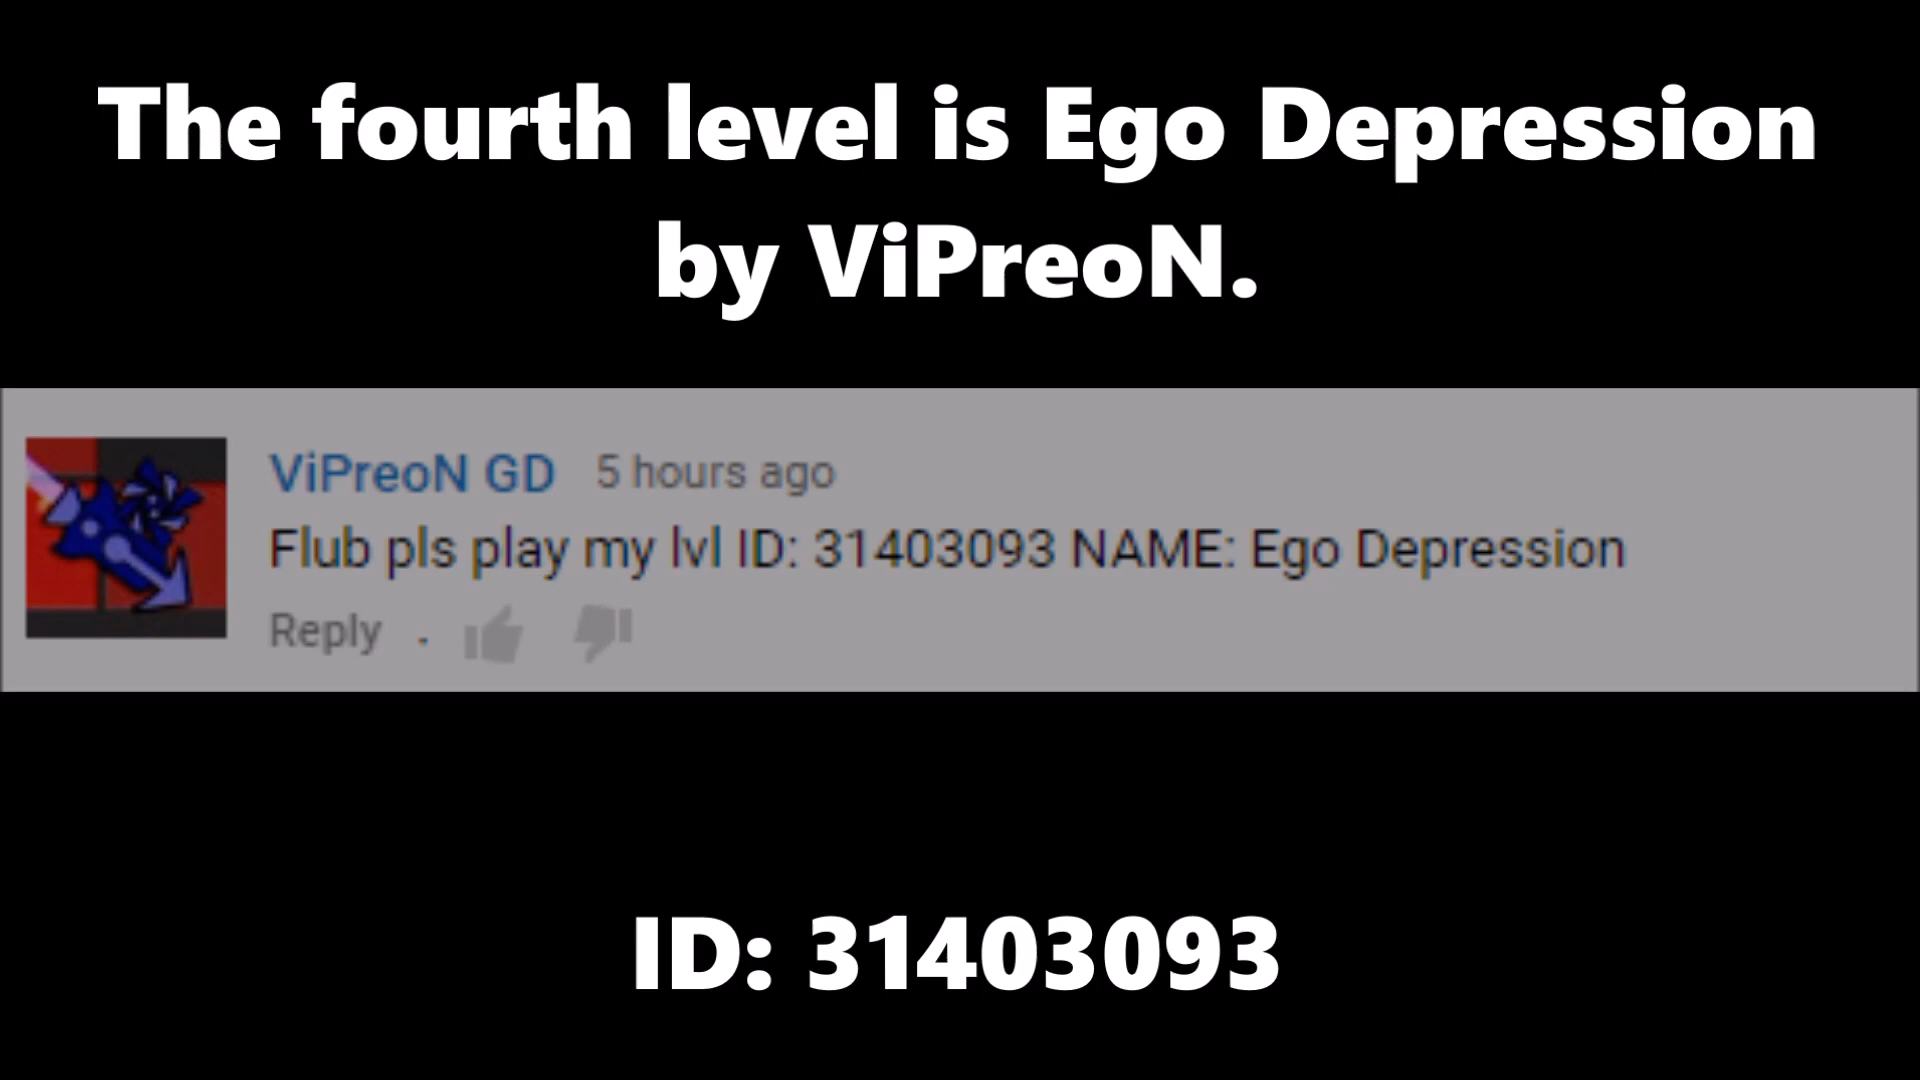 The fourth level is Ego Depression
by ViPreoN.
ViPreoN GD 5 hours ago
Flub pls play my lvl ID: 31403093 NAME: Ego Depression
Reply .
ID: 31403093